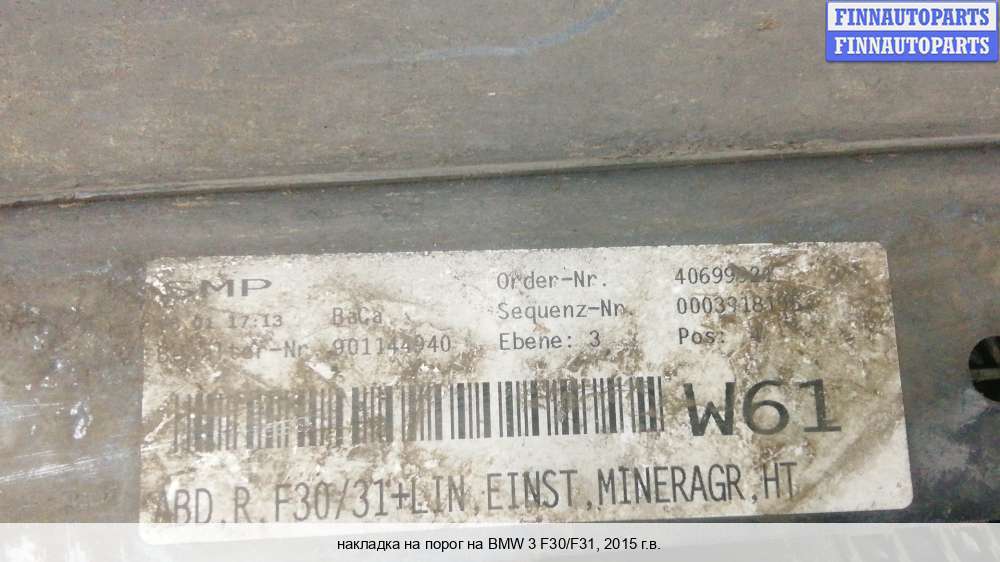 FINNAUTOPARTS
FINNAUTOPARTS
SMP
Order-Nr.
Sequenz-Nr.
17:13 BaCa
901144940 Ebene: 3 Pos:
W61
ABD,R,F30/31+LIN,EINST,MINERAGR,HT
накладка на порог на BMW 3 F30/F31, 2015 г.в.